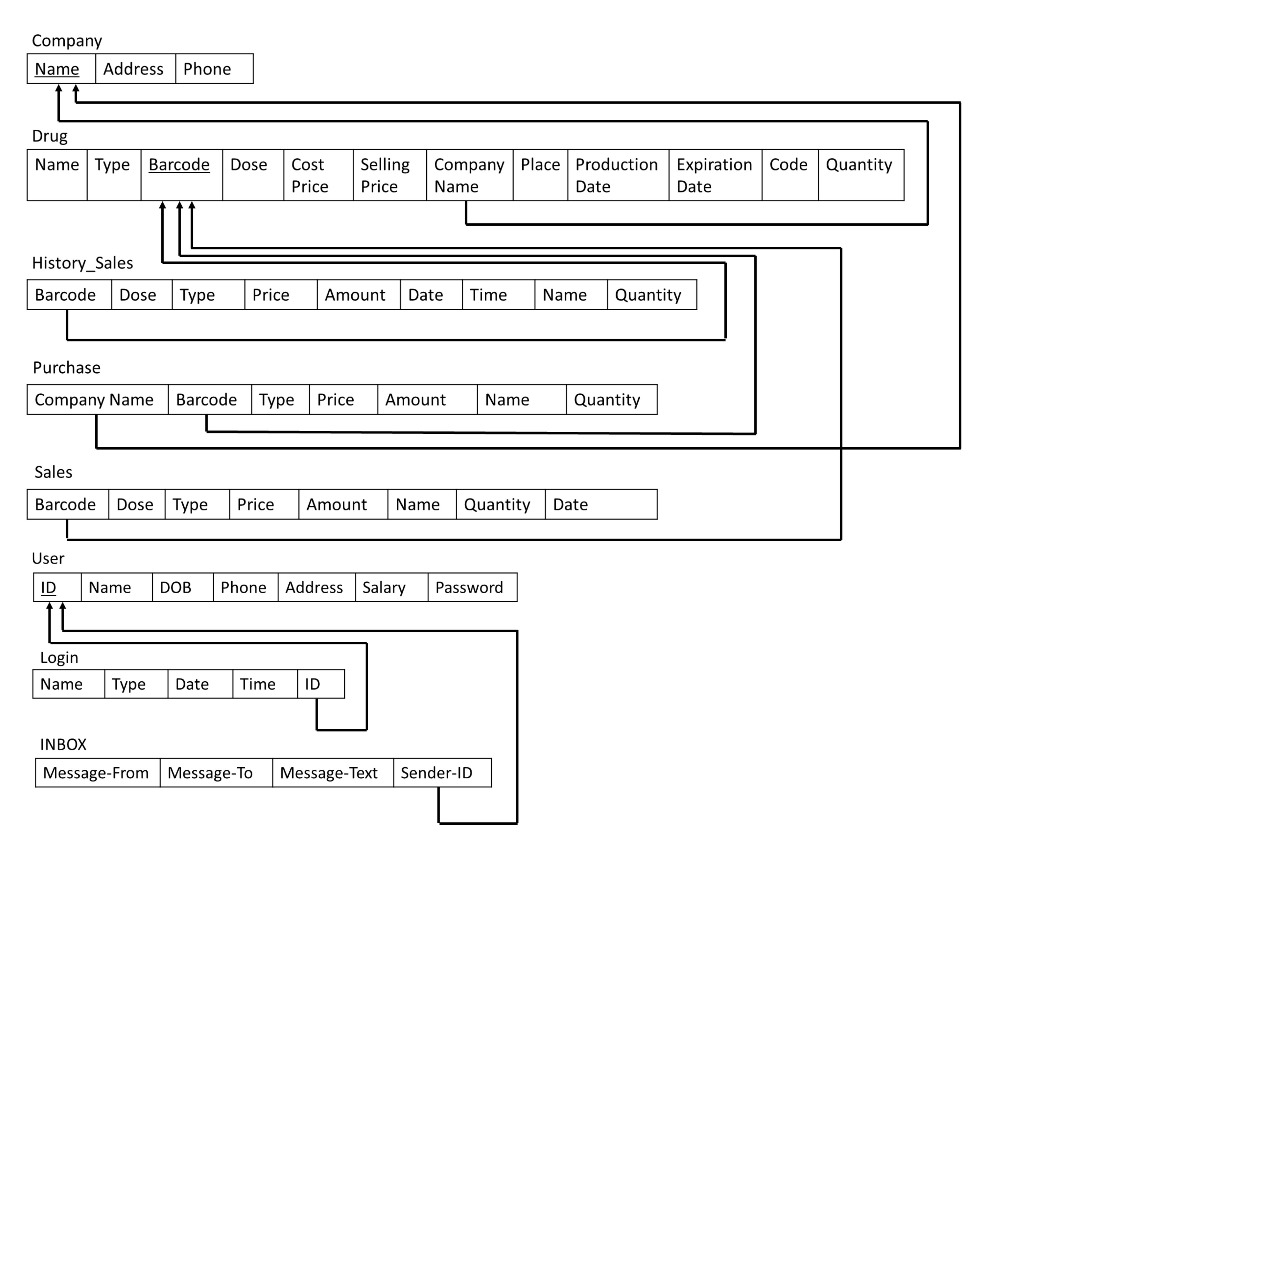 Company
Name Address Phone
Drug
Name Type Barcode Dose Cost Selling Company Place Production Expiration Code Quantity
Price Price Name Date Date
History_Sales
Barcode Dose Type Price Amount Date Time Name Quantity
Purchase
Company Name Barcode Type Price Amount Name Quantity
Sales
Barcode Dose Type Price Amount Name Quantity Date
User
ID Name DOB Phone Address Salary Password
Login
Name Type Date Time ID
INBOX
Message-From Message-To Message-Text Sender-ID